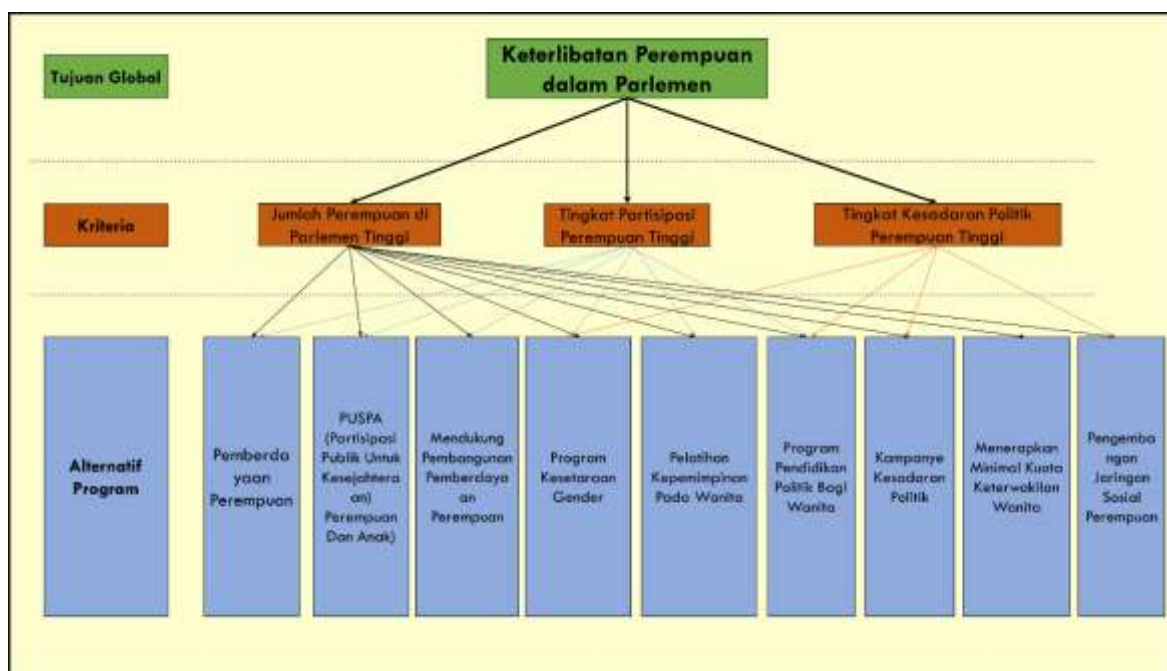 Tujuan Global
Keterlibatan Perempuan
dalam Parlemen
Kriteria
Jumlah Perempuan di
Parlemen Tinggi
Tingkat Partisipasi
Perempuan Tinggi
Tingkat Kesadaran Politik
Perempuan Tinggi
Alternatif
Program
Pemberda
yaan
Perempuan
PUSPA
(Partisipasi
Publik Untuk
Kesejahtera
an)
Perempuan
Dan Anak)
Mendukung
Pembangunan
Pemberdaya
an
Perempuan
Program
Kesetaraan
Gender
Pelatihan
Kepemimpinan
Pada Wanita
Program
Pendidikan
Politik Bagi
Wanita
Kampanye
Kesadaran
Politik
Menerapkan
Minimal Kuota
Keterwakilan
Wanita
Pengemba
ngan
Jaringan
Sosial
Perempuan